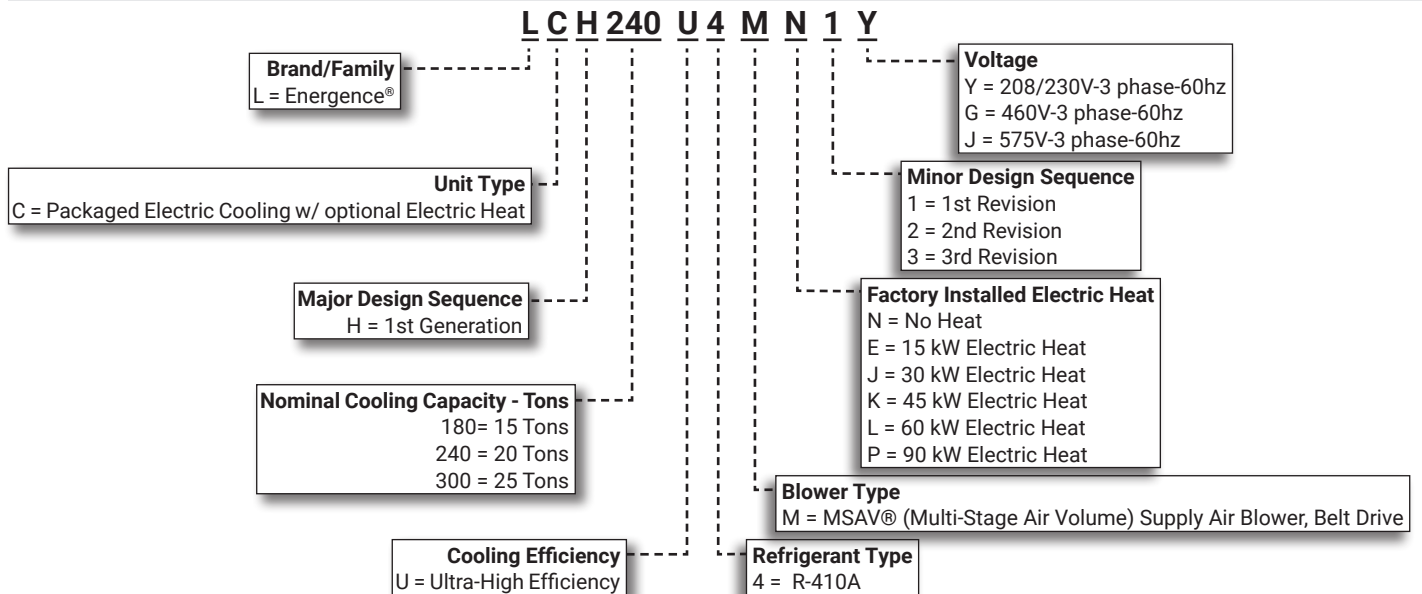 L C H 240 U 4 M N 1 Y
Brand/Family
L = Energence®
Voltage
Y = 208/230V-3 phase-60hz
G = 460V-3 phase-60hz
J = 575V-3 phase-60hz
Unit Type
C = Packaged Electric Cooling w/ optional Electric Heat
Minor Design Sequence
1 = 1st Revision
2 = 2nd Revision
3 = 3rd Revision
Major Design Sequence
H = 1st Generation
Factory Installed Electric Heat
N = No Heat
E = 15 kW Electric Heat
J = 30 kW Electric Heat
K = 45 kW Electric Heat
L = 60 kW Electric Heat
P = 90 kW Electric Heat
Nominal Cooling Capacity - Tons
180= 15 Tons
240 = 20 Tons
300 = 25 Tons
Blower Type
M = MSAV® (Multi-Stage Air Volume) Supply Air Blower, Belt Drive
Cooling Efficiency
U = Ultra-High Efficiency
Refrigerant Type
4 = R-410A